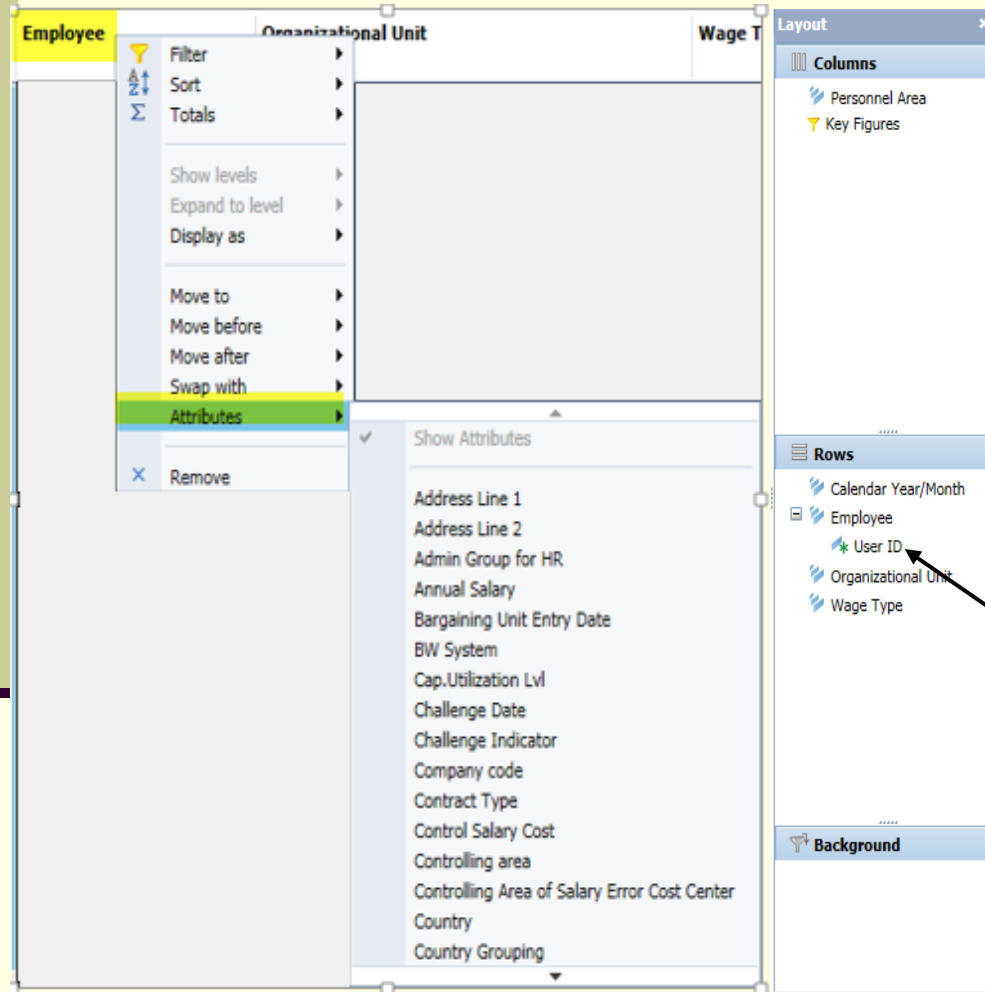 Employee Organizational Unit Wage T
Filter
Sort
Totals
Show levels
Expand to level
Display as
Move to
Move before
Move after
Swap with
Attributes
Remove
Show Attributes
Address Line 1
Address Line 2
Admin Group for HR
Annual Salary
Bargaining Unit Entry Date
BW System
Cap.Utilization Lvl
Challenge Date
Challenge Indicator
Company code
Contract Type
Control Salary Cost
Controlling area
Controlling Area of Salary Error Cost Center
Country
Country Grouping
Layout
Columns
Personnel Area
Key Figures
Rows
Calendar Year/Month
Employee
User ID
Organizational Unit
Wage Type
Background